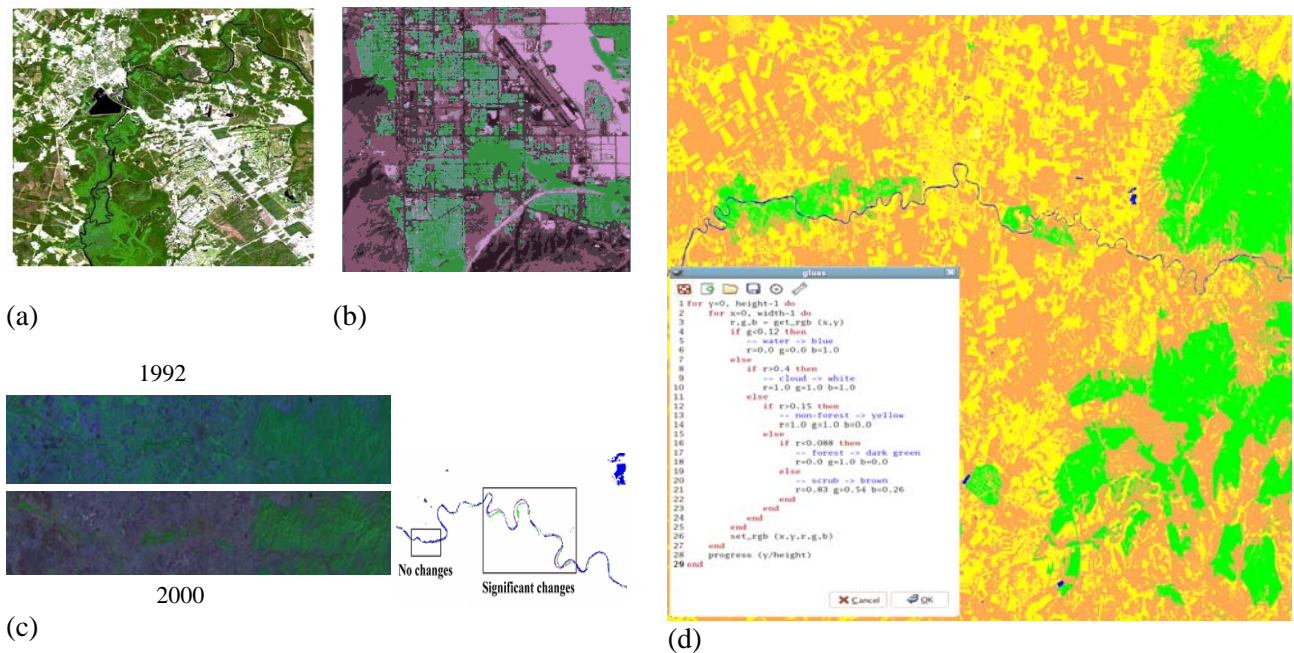 (a)
(b)
1992
2000
No changes
Significant changes
(c)
gluas
1 for y=0, height-1 do
2 for x=0, width-1 do
3 r,g,b = get_rgb (x,y)
4 if g<0.12 then
5 -- water -> blue
6 r=0.0 g=0.0 b=1.0
7 else
8 if r>0.4 then
9 -- cloud -> white
10 r=1.0 g=1.0 b=1.0
11 else
12 if r>0.15 then
13 -- non-forest -> yellow
14 r=1.0 g=1.0 b=0.0
15 else
16 if r<0.088 then
17 -- forest -> dark green
18 r=0.0 g=1.0 b=0.0
19 else
20 -- scrub -> brown
21 r=0.83 g=0.54 b=0.26
22 end
23 end
24 end
25 end
26 set_rgb (x,y,r,g,b)
27 end
28 progress (y/height)
29 end
Cancel
OK
(d)